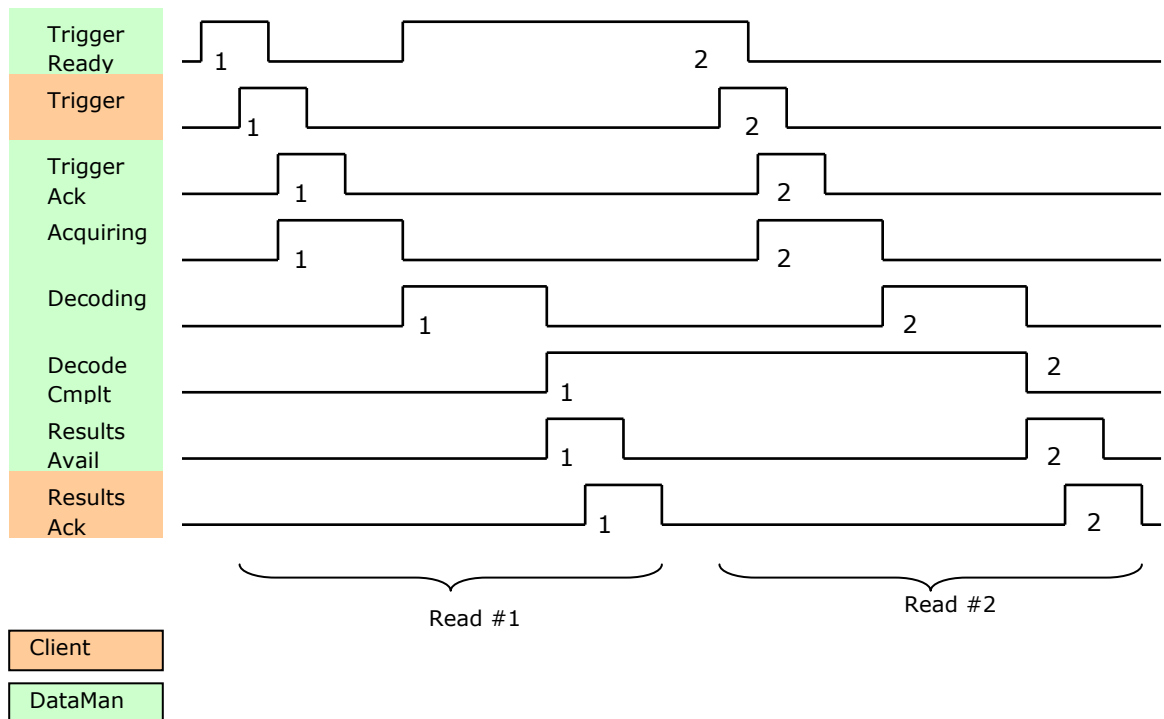 Trigger
Ready
1
2
Trigger
1
2
Trigger
Ack
1
2
Acquiring
1
2
Decoding
1
2
Decode
Cmplt
1
2
Results
Avail
1
2
Results
Ack
1
2
Read #1
Read #2
Client
DataMan